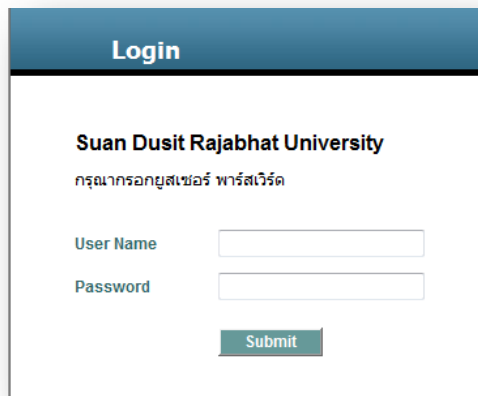 Login
Suan Dusit Rajabhat University
กรุณากรอกยูสเซอร์ พาร์สเวิร์ด
User Name
Password
Submit